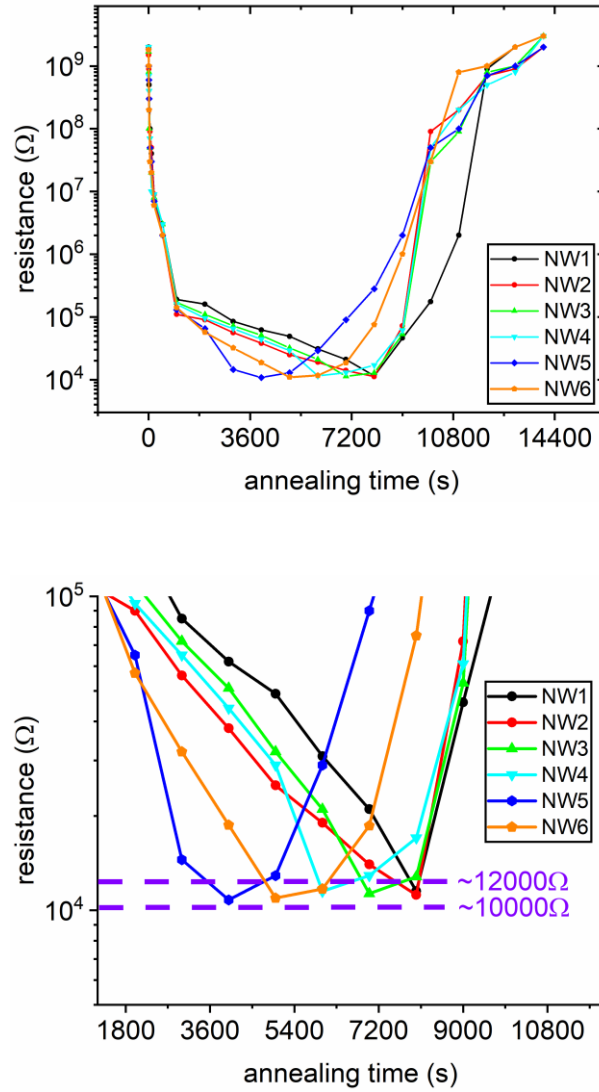 10⁹
10⁸
10⁷
10⁶
10⁵
10⁴
resistance (Ω)
NW1
NW2
NW3
NW4
NW5
NW6
0 3600 7200 10800 14400
annealing time (s)
10⁵
10⁴
resistance (Ω)
NW1
NW2
NW3
NW4
NW5
NW6
~12000Ω
~10000Ω
1800 3600 5400 7200 9000 10800
annealing time (s)